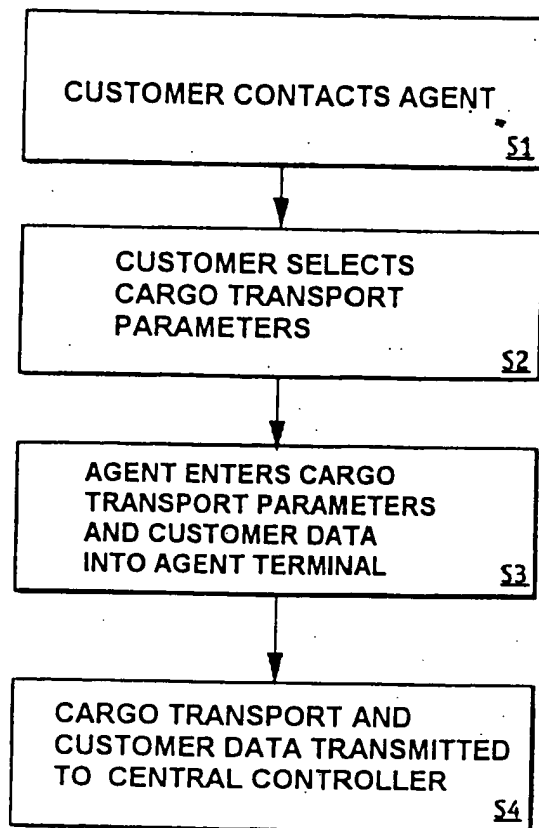 CUSTOMER CONTACTS AGENT
S1
CUSTOMER SELECTS
CARGO TRANSPORT
PARAMETERS
S2
AGENT ENTERS CARGO
TRANSPORT PARAMETERS
AND CUSTOMER DATA
INTO AGENT TERMINAL
S3
CARGO TRANSPORT AND
CUSTOMER DATA TRANSMITTED
TO CENTRAL CONTROLLER
S4